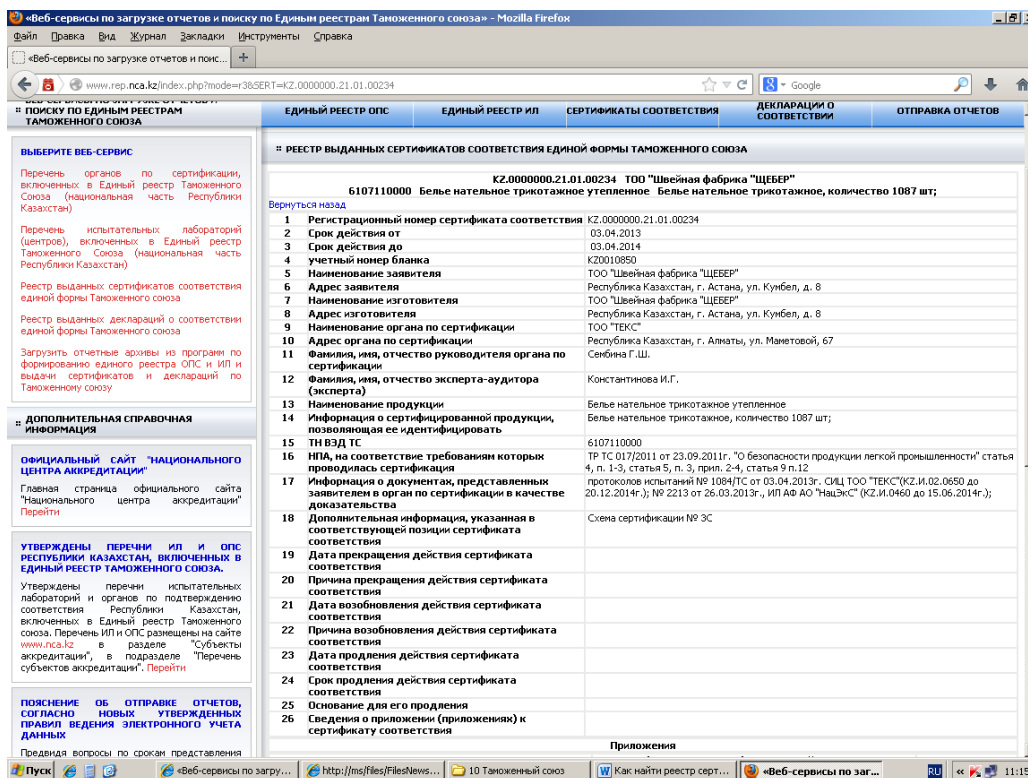 «Веб-сервисы по загрузке отчетов и поиску по Единым реестрам Таможенного союза» - Mozilla Firefox
Файл Правка Вид Журнал Закладки Инструменты Справка
«Веб-сервисы по загрузке отчетов и поис... +
www.rep.nca.kz/index.php?mode=r3&SERT=KZ.0000000.21.01.00234
Google
ПОИСКУ ПО ЕДИНЫМ РЕЕСТРАМ
ТАМОЖЕННОГО СОЮЗА
ЕДИНЫЙ РЕЕСТР ОПС
ЕДИНЫЙ РЕЕСТР ИЛ
СЕРТИФИКАТЫ СООТВЕТСТВИЯ
ДЕКЛАРАЦИИ О
СООТВЕТСТВИИ
ОТПРАВКА ОТЧЕТОВ
ВЫБЕРИТЕ ВЕБ-СЕРВИС
Перечень органов по сертификации,
включенных в Единый реестр Таможенного
Союза (национальная часть Республики
Казахстан)
Перечень испытательных лабораторий
(центров), включенных в Единый реестр
Таможенного Союза (национальная часть
Республики Казахстан)
Реестр выданных сертификатов соответствия
единой формы Таможенного союза
Реестр выданных декларaций о соответствии
единой формы Таможенного союза
Загрузить отчетные архивы из программ по
формированию единого реестра ОПС и ИЛ и
выдачи сертификатов и деклараций по
Таможенному союзу
ДОПОЛНИТЕЛЬНАЯ СПРАВОЧНАЯ
ИНФОРМАЦИЯ
ОФИЦИАЛЬНЫЙ САЙТ "НАЦИОНАЛЬНОГО
ЦЕНТРА АККРЕДИТАЦИИ"
Главная страница официального сайта
"Национального центра аккредитации"
Перейти
УТВЕРЖДЕНЫ ПЕРЕЧНИ ИЛ И ОПС
РЕСПУБЛИКИ КАЗАХСТАН, ВКЛЮЧЕННЫХ В
ЕДИНЫЙ РЕЕСТР ТАМОЖЕННОГО СОЮЗА.
Утверждены перечни испытательных
лабораторий и органов по подтверждению
соответствия Республики Казахстан,
включенных в Единый реестр Таможенного
союза. Перечень ИЛ и ОПС размещены на сайте
www.nca.kz в разделе "Субъекты
аккредитации", в подразделе "Перечень
субъектов аккредитации". Перейти
ПОЯСНЕНИЕ ОБ ОТПРАВКЕ ОТЧЕТОВ,
СОГЛАСНО НОВЫХ УТВЕРЖДЕННЫХ
ПРАВИЛ ВЕДЕНИЯ ЭЛЕКТРОННОГО УЧЕТА
ДАННЫХ
Предвидя вопросы по срокам представления
РЕЕСТР ВЫДАННЫХ СЕРТИФИКАТОВ СООТВЕТСТВИЯ ЕДИНОЙ ФОРМЫ ТАМОЖЕННОГО СОЮЗА
KZ.0000000.21.01.00234 ТОО "Швейная фабрика "ЩЕБЕР"
6107110000 Белье нательное трикотажное утепленное Белье нательное трикотажное, количество 1087 шт;
Вернуться назад
1 Регистрационный номер сертификата соответствия KZ.0000000.21.01.00234
2 Срок действия от 03.04.2013
3 Срок действия до 03.04.2014
4 учетный номер бланка KZ0010850
5 Наименование заявителя ТОО "Швейная фабрика "ЩЕБЕР"
6 Адрес заявителя Республика Казахстан, г. Астана, ул. Кунбел, д. 8
7 Наименование изготовителя ТОО "Швейная фабрика "ЩЕБЕР"
8 Адрес изготовителя Республика Казахстан, г. Астана, ул. Кунбел, д. 8
9 Наименование органа по сертификации ТОО "ТЕКС"
10 Адрес органа по сертификации Республика Казахстан, г. Алматы, ул. Маметовой, 67
11 Фамилия, имя, отчество руководителя органа по Сембина Г.Ш.
сертификации
12 Фамилия, имя, отчество эксперта-аудитора Константинова И.Г.
(эксперта)
13 Наименование продукции Белье нательное трикотажное утепленное
14 Информация о сертифицированной продукции, Белье нательное трикотажное, количество 1087 шт;
позволяющая ее идентифицировать
15 ТН ВЭД ТС 6107110000
16 НПА, на соответствие требованиям которых ТР ТС 017/2011 от 23.09.2011г. "О безопасности продукции легкой промышленности" статья
проводилась сертификация 4, п. 1-3, статья 5, п. 3, прил. 2-4, статья 9 п.12
17 Информация о документах, представленных протоколов испытаний № 1084/ТС от 03.04.2013г. СИЦ ТОО "ТЕКС"(KZ.И.02.0650 до
заявителем в орган по сертификации в качестве 20.12.2014г.); № 2213 от 26.03.2013г., ИЛ АФ АО "НацЭкС" (KZ.И.0460 до 15.06.2014г.);
доказательства
18 Дополнительная информация, указанная в Схема сертификации № 3С
соответствующей позиции сертификата
соответствия
19 Дата прекращения действия сертификата
соответствия
20 Причина прекращения действия сертификата
соответствия
21 Дата возобновления действия сертификата
соответствия
22 Причина возобновления действия сертификата
соответствия
23 Дата продления действия сертификата
соответствия
24 Срок продления действия сертификата
соответствия
25 Основание для его продления
26 Сведения о приложении (приложениях) к
сертификату соответствия
Приложения
Пуск «Веб-сервисы по загру... http://ms/files/FilesNews... 10 Таможенный союз Как найти реестр серт... «Веб-сервисы по заг... RU